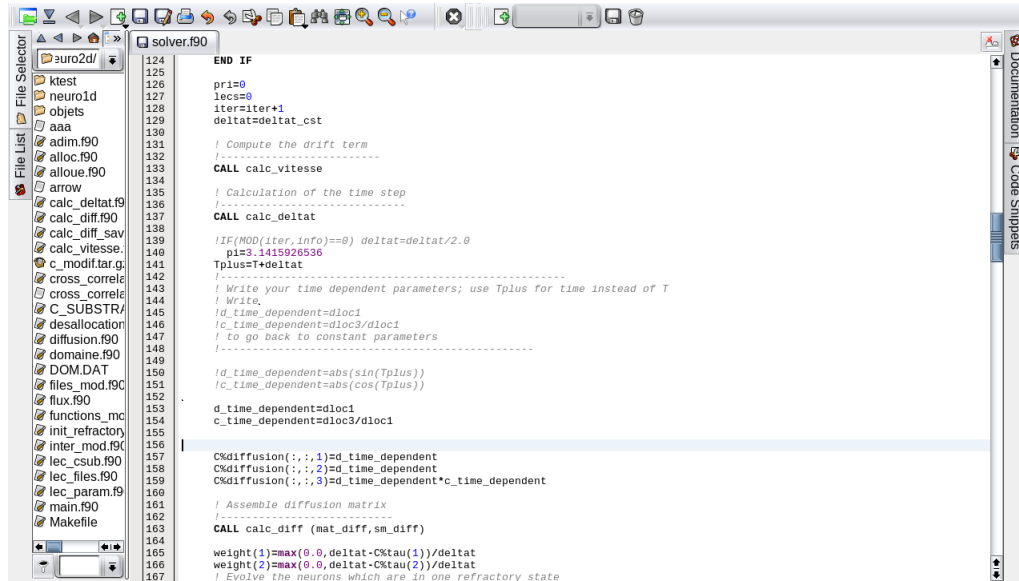 solver.f90
File Selector
File List
Documentation
Code Snippets
euro2d/
ktest
neuro1d
objets
aaa
adim.f90
alloc.f90
alloue.f90
arrow
calc_deltat.f9
calc_diff.f90
calc_diff_sav
calc_vitesse.
c_modif.tar.gz
cross_correla
cross_correla
C_SUBSTRA
desallocation
diffusion.f90
domaine.f90
DOM.DAT
files_mod.f90
flux.f90
functions_mo
init_refractory
inter_mod.f90
lec_csub.f90
lec_files.f90
lec_param.f9
main.f90
Makefile
124 END IF
125
126 pri=0
127 lecs=0
128 iter=iter+1
129 deltat=deltat_cst
130
131 ! Compute the drift term
132 !-------------------------
133 CALL calc_vitesse
134
135 ! Calculation of the time step
136 !-----------------------------
137 CALL calc_deltat
138
139 !IF(MOD(iter,info)==0) deltat=deltat/2.0
140 pi=3.1415926536
141 Tplus=T+deltat
142 !------------------------------------------------------
143 ! Write your time dependent parameters; use Tplus for time instead of T
144 ! Write
145 !d_time_dependent=dloc1
146 !c_time_dependent=dloc3/dloc1
147 ! to go back to constant parameters
148 !-------------------------------------------------
149
150 !d_time_dependent=abs(sin(Tplus))
151 !c_time_dependent=abs(cos(Tplus))
152
153 d_time_dependent=dloc1
154 c_time_dependent=dloc3/dloc1
155
156
157 C%diffusion(:,:,1)=d_time_dependent
158 C%diffusion(:,:,2)=d_time_dependent
159 C%diffusion(:,:,3)=d_time_dependent*c_time_dependent
160
161 ! Assemble diffusion matrix
162 !---------------------------
163 CALL calc_diff (mat_diff,sm_diff)
164
165 weight(1)=max(0.0,deltat-C%tau(1))/deltat
166 weight(2)=max(0.0,deltat-C%tau(2))/deltat
167 ! Evolve the neurons which are in one refractory state